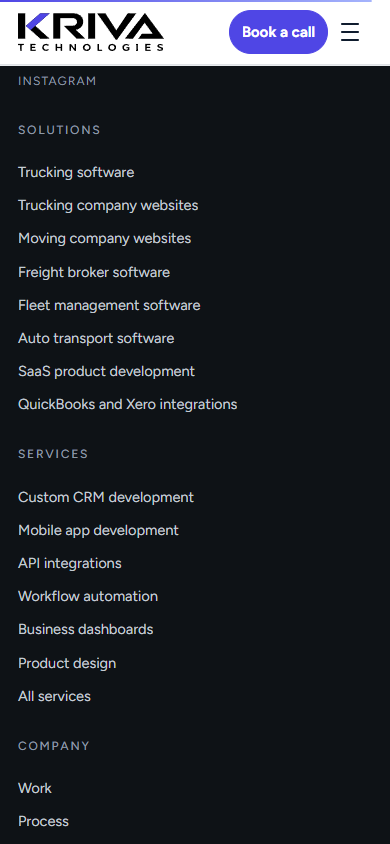 KRIVA
TECHNOLOGIES
Book a call
INSTAGRAM
SOLUTIONS
Trucking software
Trucking company websites
Moving company websites
Freight broker software
Fleet management software
Auto transport software
SaaS product development
QuickBooks and Xero integrations
SERVICES
Custom CRM development
Mobile app development
API integrations
Workflow automation
Business dashboards
Product design
All services
COMPANY
Work
Process